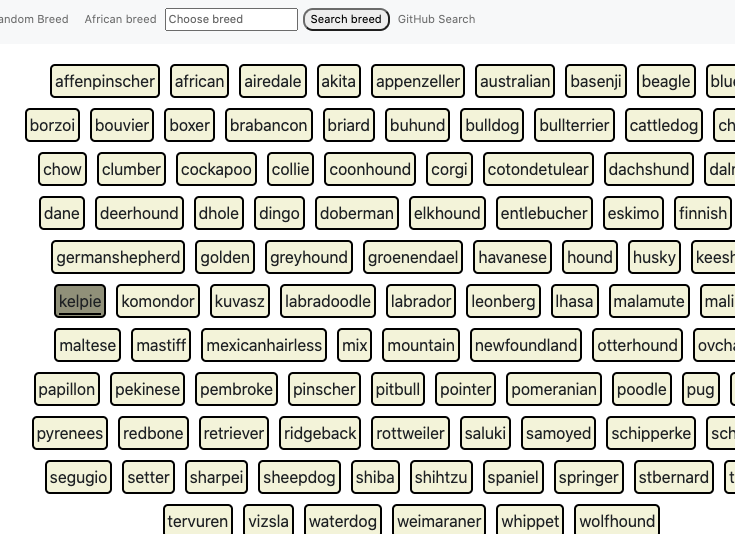 andom Breed African breed Choose breed Search breed GitHub Search
affenpinscher african airedale akita appenzeller australian basenji beagle blue
borzoi bouvier boxer brabancon briard buhund bulldog bullterrier cattledog ch
chow clumber cockapoo collie coonhound corgi cotondetulear dachshund daln
dane deerhound dhole dingo doberman elkhound entlebucher eskimo finnish
germanshepherd golden greyhound groenendael havanese hound husky keesh
kelpie komondor kuvasz labradoodle labrador leonberg lhasa malamute mali
maltese mastiff mexicanhairless mix mountain newfoundland otterhound ovcha
papillon pekinese pembroke pinscher pitbull pointer pomeranian poodle pug
pyrenees redbone retriever ridgeback rottweiler saluki samoyed schipperke sch
segugio setter sharpei sheepdog shiba shihtzu spaniel springer stbernard t
tervuren vizsla waterdog weimaraner whippet wolfhound